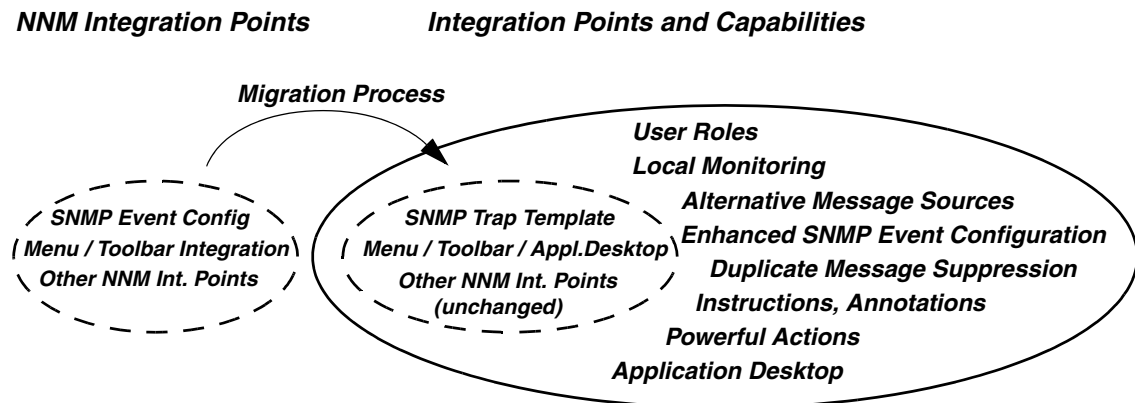 NNM Integration Points
Integration Points and Capabilities
Migration Process
SNMP Event Config
Menu / Toolbar Integration
Other NNM Int. Points
SNMP Trap Template
Menu / Toolbar / Appl.Desktop
Other NNM Int. Points
(unchanged)
User Roles
Local Monitoring
Alternative Message Sources
Enhanced SNMP Event Configuration
Duplicate Message Suppression
Instructions, Annotations
Powerful Actions
Application Desktop